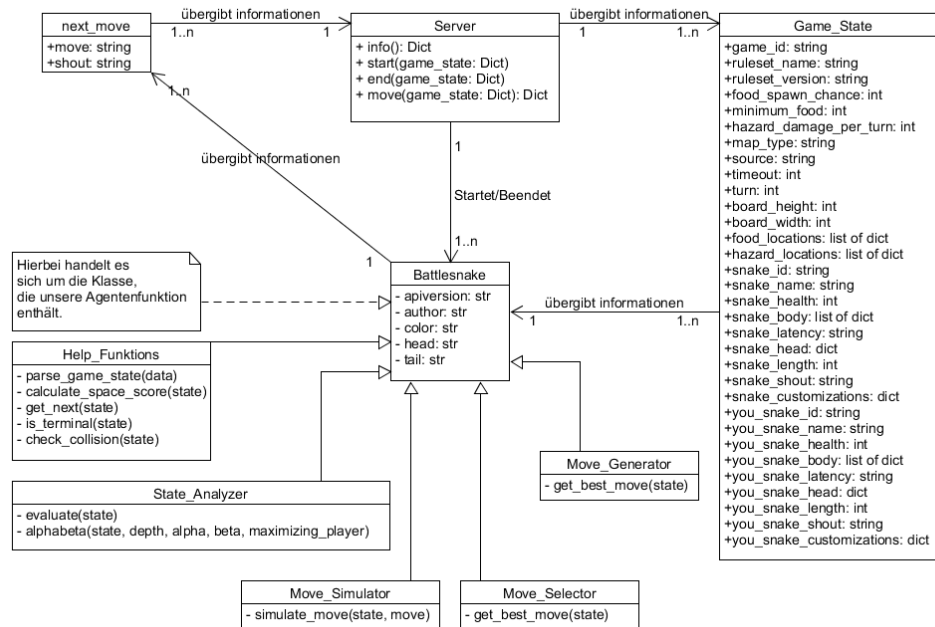 next_move
+move: string
+shout: string
übergibt informationen
1..n
1
Server
+ info(): Dict
+ start(game_state: Dict)
+ end(game_state: Dict)
+ move(game_state: Dict): Dict
übergibt informationen
1
1..n
Game_State
+game_id: string
+ruleset_name: string
+ruleset_version: string
+food_spawn_chance: int
+minimum_food: int
+hazard_damage_per_turn: int
+map_type: string
+source: string
+timeout: int
+turn: int
+board_height: int
+board_width: int
+food_locations: list of dict
+hazard_locations: list of dict
+snake_id: string
+snake_name: string
+snake_health: int
+snake_body: list of dict
+snake_latency: string
+snake_head: dict
+snake_length: int
+snake_shout: string
+snake_customizations: dict
+you_snake_id: string
+you_snake_name: string
+you_snake_health: int
+you_snake_body: list of dict
+you_snake_latency: string
+you_snake_head: dict
+you_snake_length: int
+you_snake_shout: string
+you_snake_customizations: dict
1..n
übergibt informationen
1
1
Startet/Beendet
1..n
Hierbei handelt es
sich um die Klasse,
die unsere Agentenfunktion
enthält.
Battlesnake
- apiversion: str
- author: str
- color: str
- head: str
- tail: str
übergibt informationen
1
1..n
Help_Funktions
- parse_game_state(data)
- calculate_space_score(state)
- get_next(state)
- is_terminal(state)
- check_collision(state)
State_Analyzer
- evaluate(state)
- alphabeta(state, depth, alpha, beta, maximizing_player)
Move_Generator
- get_best_move(state)
Move_Simulator
- simulate_move(state, move)
Move_Selector
- get_best_move(state)